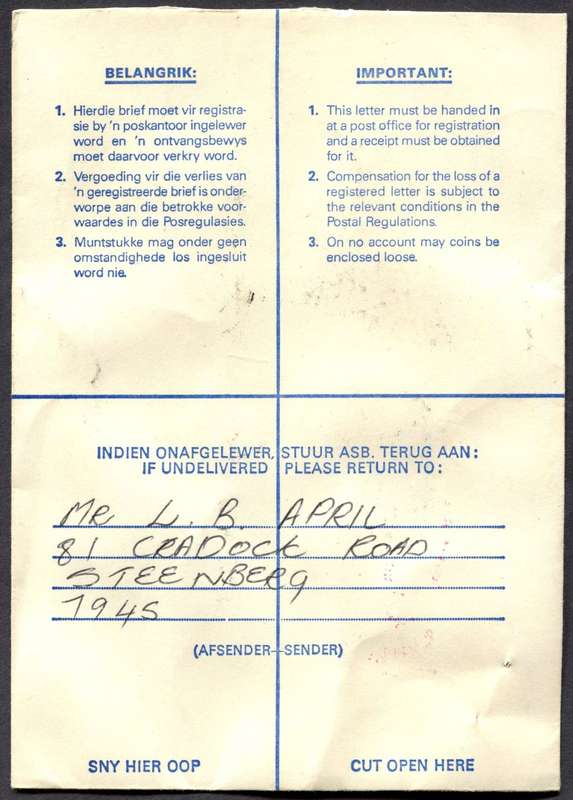 BELANGRIK:
1. Hierdie brief moet vir registra-
sie by 'n poskantoor ingelewer
word en 'n ontvangsbewys
moet daarvoor verkry word.
2. Vergoeding vir die verlies van
'n geregistreerde brief is onder-
worpe aan die betrokke voor-
waardes in die Posregulasies.
3. Muntstukke mag onder geen
omstandighede los ingesluit
word nie.
IMPORTANT:
1. This letter must be handed in
at a post office for registration
and a receipt must be obtained
for it.
2. Compensation for the loss of a
registered letter is subject to
the relevant conditions in the
Postal Regulations.
3. On no account may coins be
enclosed loose.
INDIEN ONAFGELEWER, STUUR ASB. TERUG AAN:
IF UNDELIVERED PLEASE RETURN TO:
MR L. B. APRIL
81 CRADOCK ROAD
STEENBERG
7945
(AFSENDER—SENDER)
SNY HIER OOP
CUT OPEN HERE